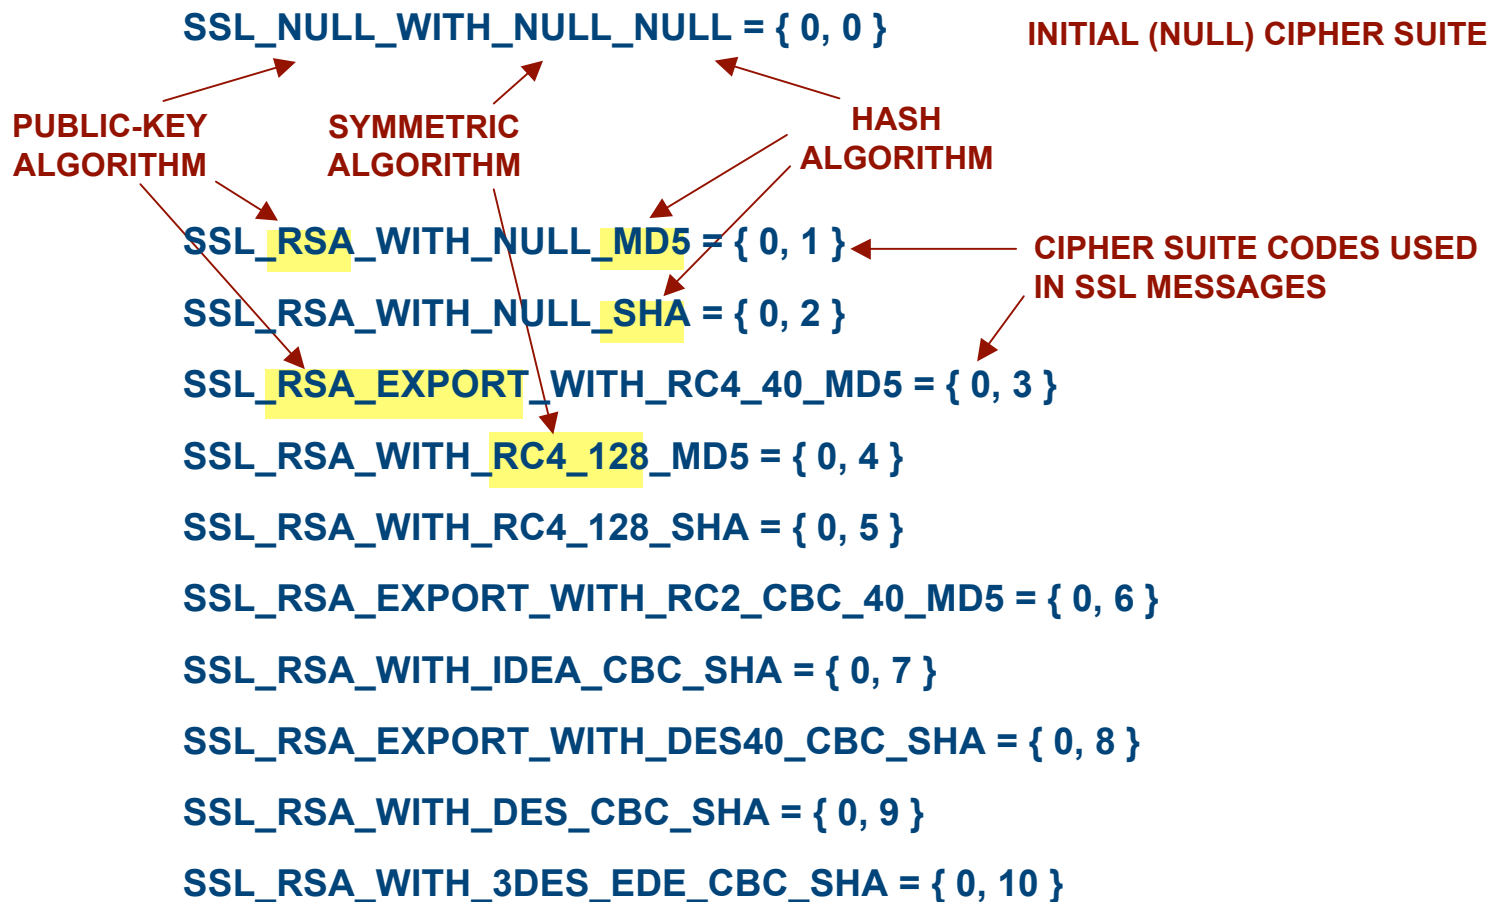 SSL_NULL_WITH_NULL_NULL = { 0, 0 }
INITIAL (NULL) CIPHER SUITE
PUBLIC-KEY
ALGORITHM
SYMMETRIC
ALGORITHM
HASH
ALGORITHM
SSL_RSA_WITH_NULL_MD5 = { 0, 1 }
CIPHER SUITE CODES USED
IN SSL MESSAGES
SSL_RSA_WITH_NULL_SHA = { 0, 2 }
SSL_RSA_EXPORT_WITH_RC4_40_MD5 = { 0, 3 }
SSL_RSA_WITH_RC4_128_MD5 = { 0, 4 }
SSL_RSA_WITH_RC4_128_SHA = { 0, 5 }
SSL_RSA_EXPORT_WITH_RC2_CBC_40_MD5 = { 0, 6 }
SSL_RSA_WITH_IDEA_CBC_SHA = { 0, 7 }
SSL_RSA_EXPORT_WITH_DES40_CBC_SHA = { 0, 8 }
SSL_RSA_WITH_DES_CBC_SHA = { 0, 9 }
SSL_RSA_WITH_3DES_EDE_CBC_SHA = { 0, 10 }